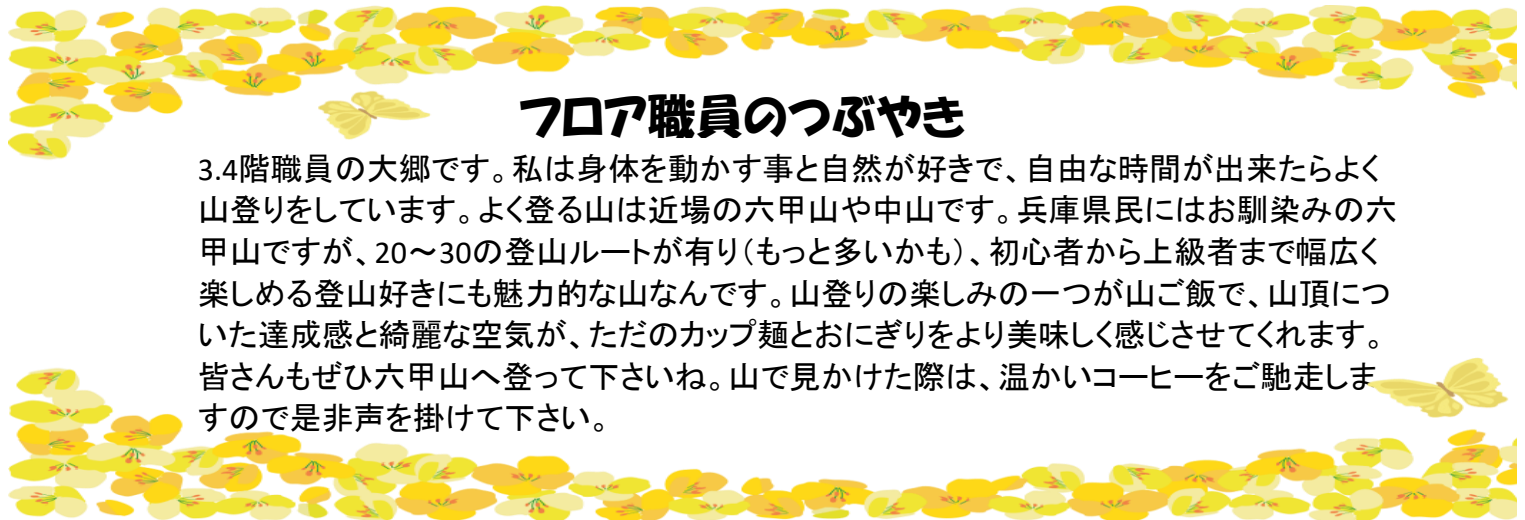 フロア職員のつぶやき
3.4階職員の大郷です。私は身体を動かす事と自然が好きで、自由な時間が出来たらよく
山登りをしています。よく登る山は近場の六甲山や中山です。兵庫県民にはお馴染みの六
甲山ですが、20～30の登山ルートが有り（もっと多いかも）、初心者から上級者まで幅広く
楽しめる登山好きにも魅力的な山なんです。山登りの楽しみの一つが山ご飯で、山頂につ
いた達成感と綺麗な空気が、ただのカップ麺とおにぎりをより美味しく感じさせてくれます。
皆さんもぜひ六甲山へ登って下さいね。山で見かけた際は、温かいコーヒーをご馳走しま
すので是非声を掛けて下さい。